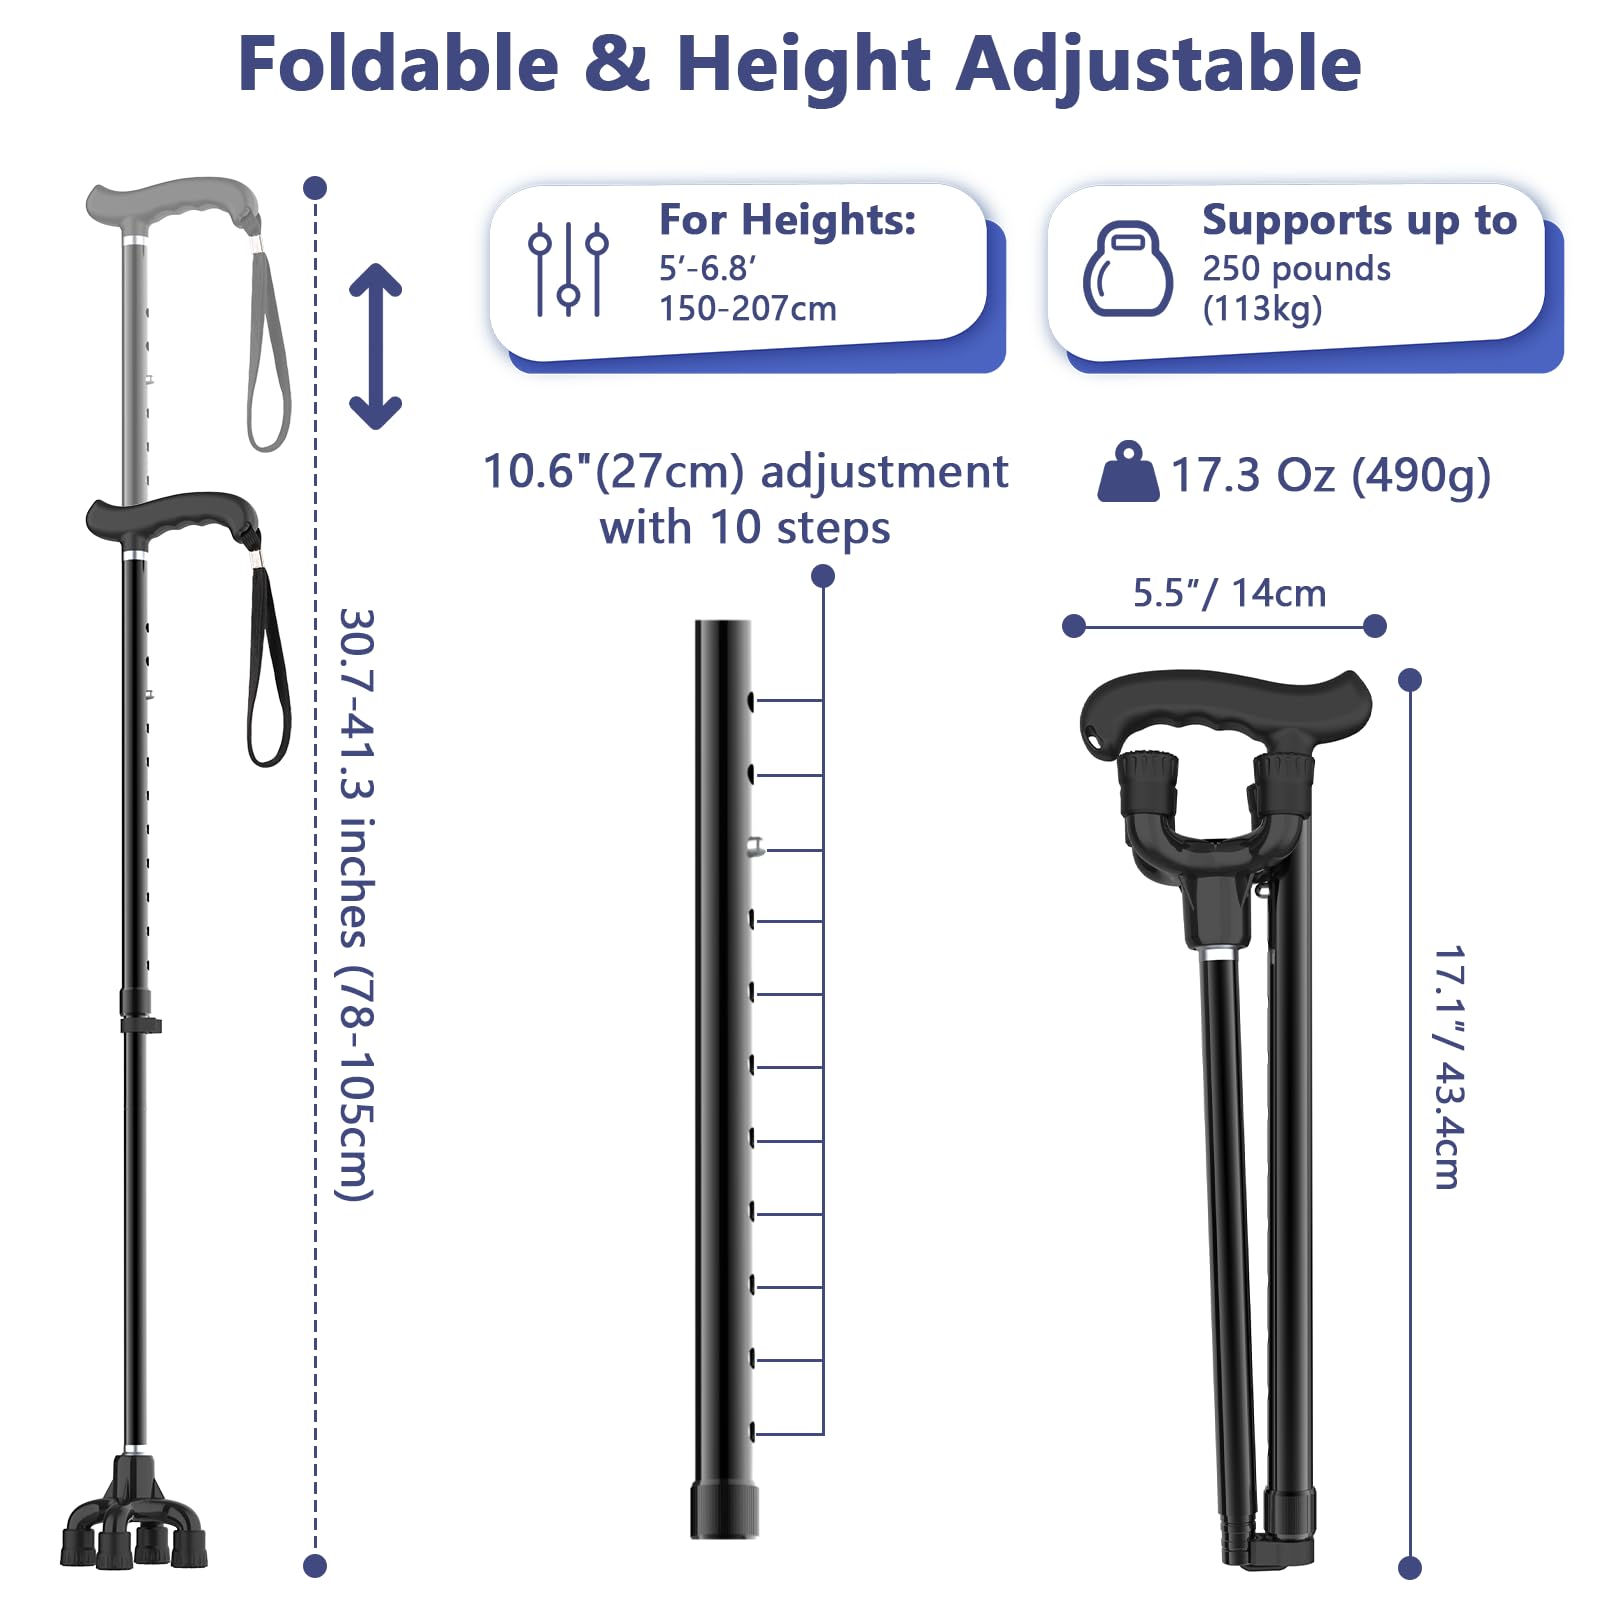 Foldable & Height Adjustable
For Heights:
5’-6.8’
150-207cm
Supports up to
250 pounds
(113kg)
10.6"(27cm) adjustment
with 10 steps
17.3 Oz (490g)
5.5”/ 14cm
30.7-41.3 inches (78-105cm)
17.1”/ 43.4cm